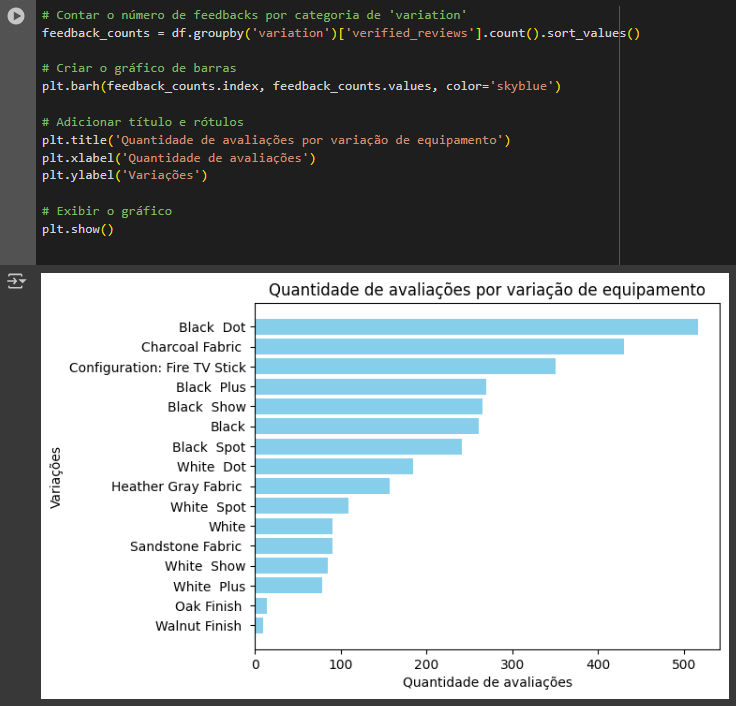 # Contar o número de feedbacks por categoria de 'variation'
feedback_counts = df.groupby('variation')['verified_reviews'].count().sort_values()
# Criar o gráfico de barras
plt.barh(feedback_counts.index, feedback_counts.values, color='skyblue')
# Adicionar título e rótulos
plt.title('Quantidade de avaliações por variação de equipamento')
plt.xlabel('Quantidade de avaliações')
plt.ylabel('Variações')
# Exibir o gráfico
plt.show()
Quantidade de avaliações por variação de equipamento
Variações
Black  Dot
Charcoal Fabric
Configuration: Fire TV Stick
Black  Plus
Black  Show
Black
Black  Spot
White  Dot
Heather Gray Fabric
White  Spot
White
Sandstone Fabric
White  Show
White  Plus
Oak Finish
Walnut Finish
0 100 200 300 400 500
Quantidade de avaliações